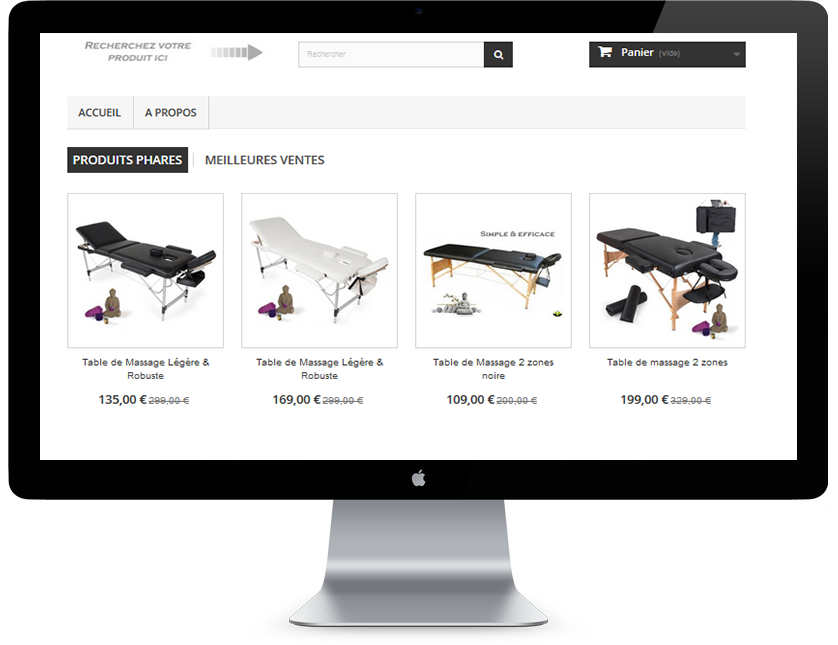 Recherchez votre
produit ici
Rechercher
Panier (vide)
ACCUEIL
A PROPOS
PRODUITS PHARES
MEILLEURES VENTES
Simple & efficace
Table de Massage Légère &
Robuste
135,00 € 299,00 €
Table de Massage Légère &
Robuste
169,00 € 299,00 €
Table de Massage 2 zones
noire
109,00 € 200,00 €
Table de massage 2 zones
199,00 € 329,00 €